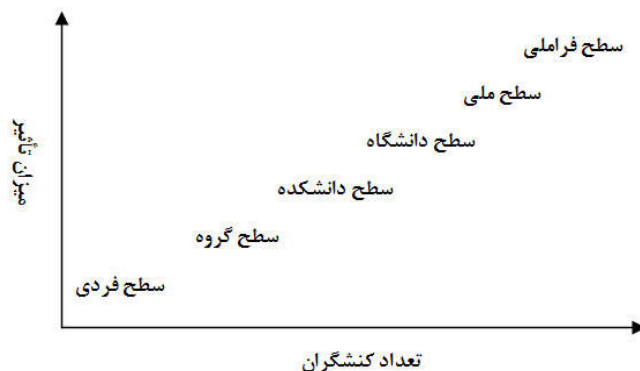 سطح فراملی
سطح ملی
سطح دانشگاه
سطح دانشکده
سطح گروه
سطح فردی
میزان تأثیر
تعداد کنشگران